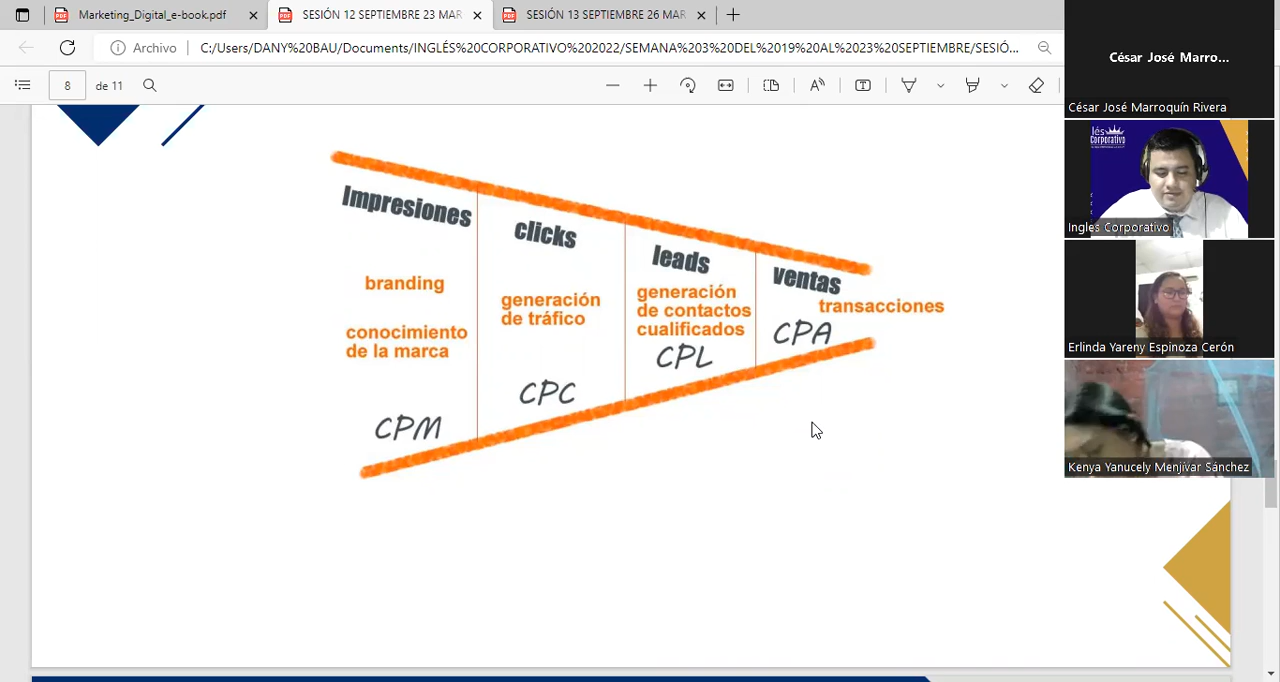 Marketing_Digital_e-book.pdf
SESIÓN 12 SEPTIEMBRE 23 MAR
SESIÓN 13 SEPTIEMBRE 26 MAR
Archivo
C:/Users/DANY%20BAU/Documents/INGLÉS%20CORPORATIVO%202022/SEMANA%203%20DEL%2019%20AL%2023%20SEPTIEMBRE/SESIÓ...
8
de 11
Impresiones
branding
conocimiento
de la marca
CPM
clicks
generación
de tráfico
CPC
leads
generación
de contactos
cualificados
CPL
ventas
transacciones
CPA
César José Marro...
César José Marroquín Rivera
lés
Corporativo
Ingles Corporativo
Erlinda Yareny Espinoza Cerón
Kenya Yanucely Menjívar Sánchez